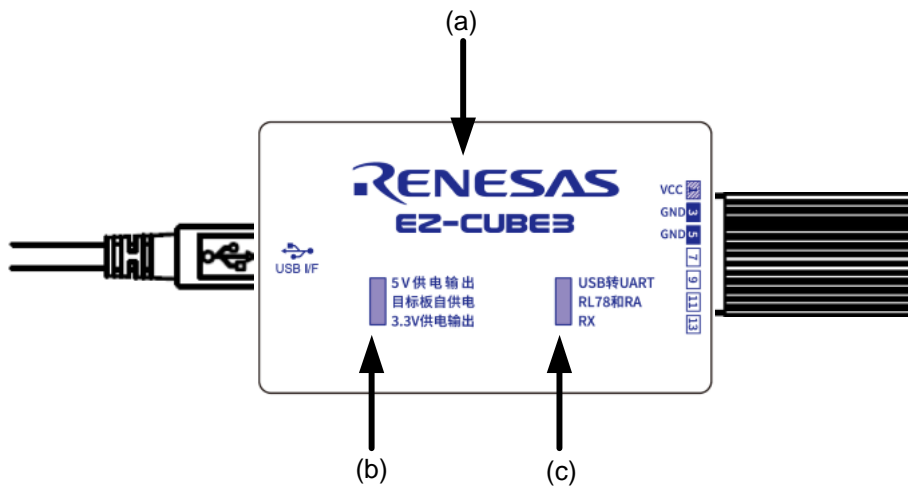 (a)
RENESAS
EZ-CUBE3
USB I/F
5V供电输出
目标板自供电
3.3V供电输出
USB转UART
RL78和RA
RX
VCC 1
GND 3
GND 5
7
9
11
13
(b)
(c)